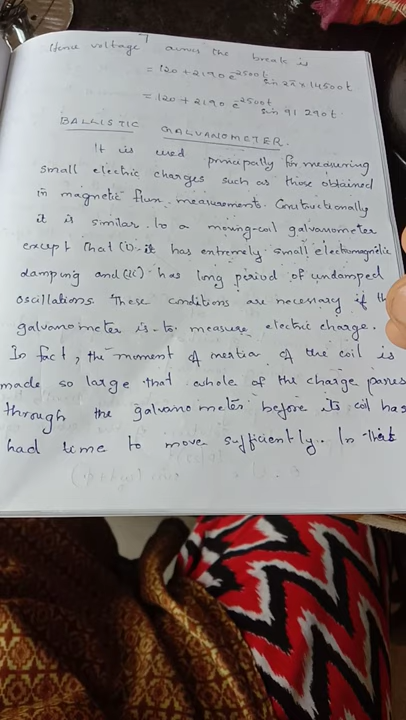 Hence voltage across the break is
= 120 + 2190 e^-2500t sin 2π × 14500t
= 120 + 2190 e^-2500t sin 91290t.
BALLISTIC GALVANOMETER.
It is used principally for measuring
small electric charges such as those obtained
in magnetic flux measurement. Constructionally
it is similar to a moving-coil galvanometer
except that (i) it has extremely small electromagnetic
damping and (ii) has long period of undamped
oscillations. These conditions are necessary if the
galvanometer is to measure electric charge.
In fact, the moment of inertia of the coil is
made so large that whole of the charge passes
through the galvanometer before its coil has
had time to move sufficiently. In that